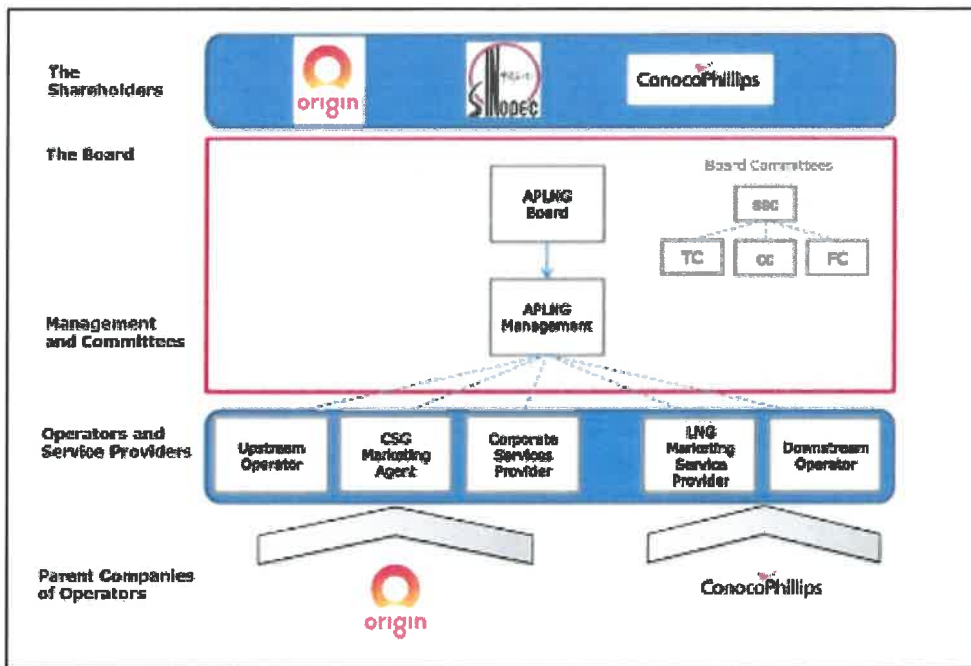 The
Shareholders
origin
Sinopec
ConocoPhillips
The Board
Board Committees
APLNG
Board
TC
CC
FC
APLNG
Management
Management
and Committees
Operators and
Service Providers
Upstream
Operator
CSG
Marketing
Agent
Corporate
Services
Provider
LNG
Marketing
Service
Provider
Downstream
Operator
Parent Companies
of Operators
origin
ConocoPhillips